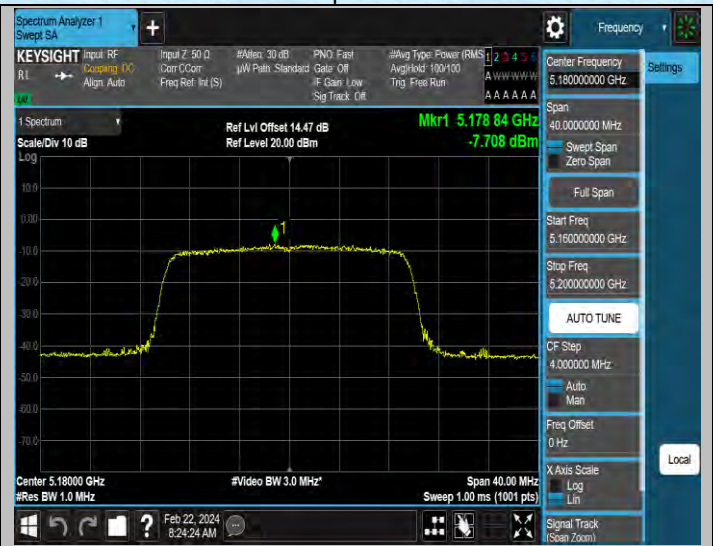 Spectrum Analyzer 1
Swept SA
+
Frequency
KEYSIGHT
RL
Input: RF
Coupling: DC
Align: Auto
Input Z: 50 Ω
Corr CCorr
Freq Ref: Int (S)
#Atten: 30 dB
µW Path: Standard
PNO: Fast
Gate: Off
IF Gain: Low
Sig Track: Off
#Avg Type: Power (RMS
Avg|Hold: 100/100
Trig: Free Run
1 2 3 4 5 6
A W W W W W
A A A A A A
1 Spectrum
Scale/Div 10 dB
Log
Ref Lvl Offset 14.47 dB
Ref Level 20.00 dBm
Mkr1 5.178 84 GHz
-7.708 dBm
10.0
0.00
-10.0
-20.0
-30.0
-40.0
-50.0
-60.0
-70.0
1
Center 5.18000 GHz
#Res BW 1.0 MHz
#Video BW 3.0 MHz*
Span 40.00 MHz
Sweep 1.00 ms (1001 pts)
Feb 22, 2024
8:24:24 AM
?
Center Frequency
5.180000000 GHz
Settings
Span
40.0000000 MHz
Swept Span
Zero Span
Full Span
Start Freq
5.160000000 GHz
Stop Freq
5.200000000 GHz
AUTO TUNE
CF Step
4.000000 MHz
Auto
Man
Freq Offset
0 Hz
X Axis Scale
Log
Lin
Local
Signal Track
(Span Zoom)